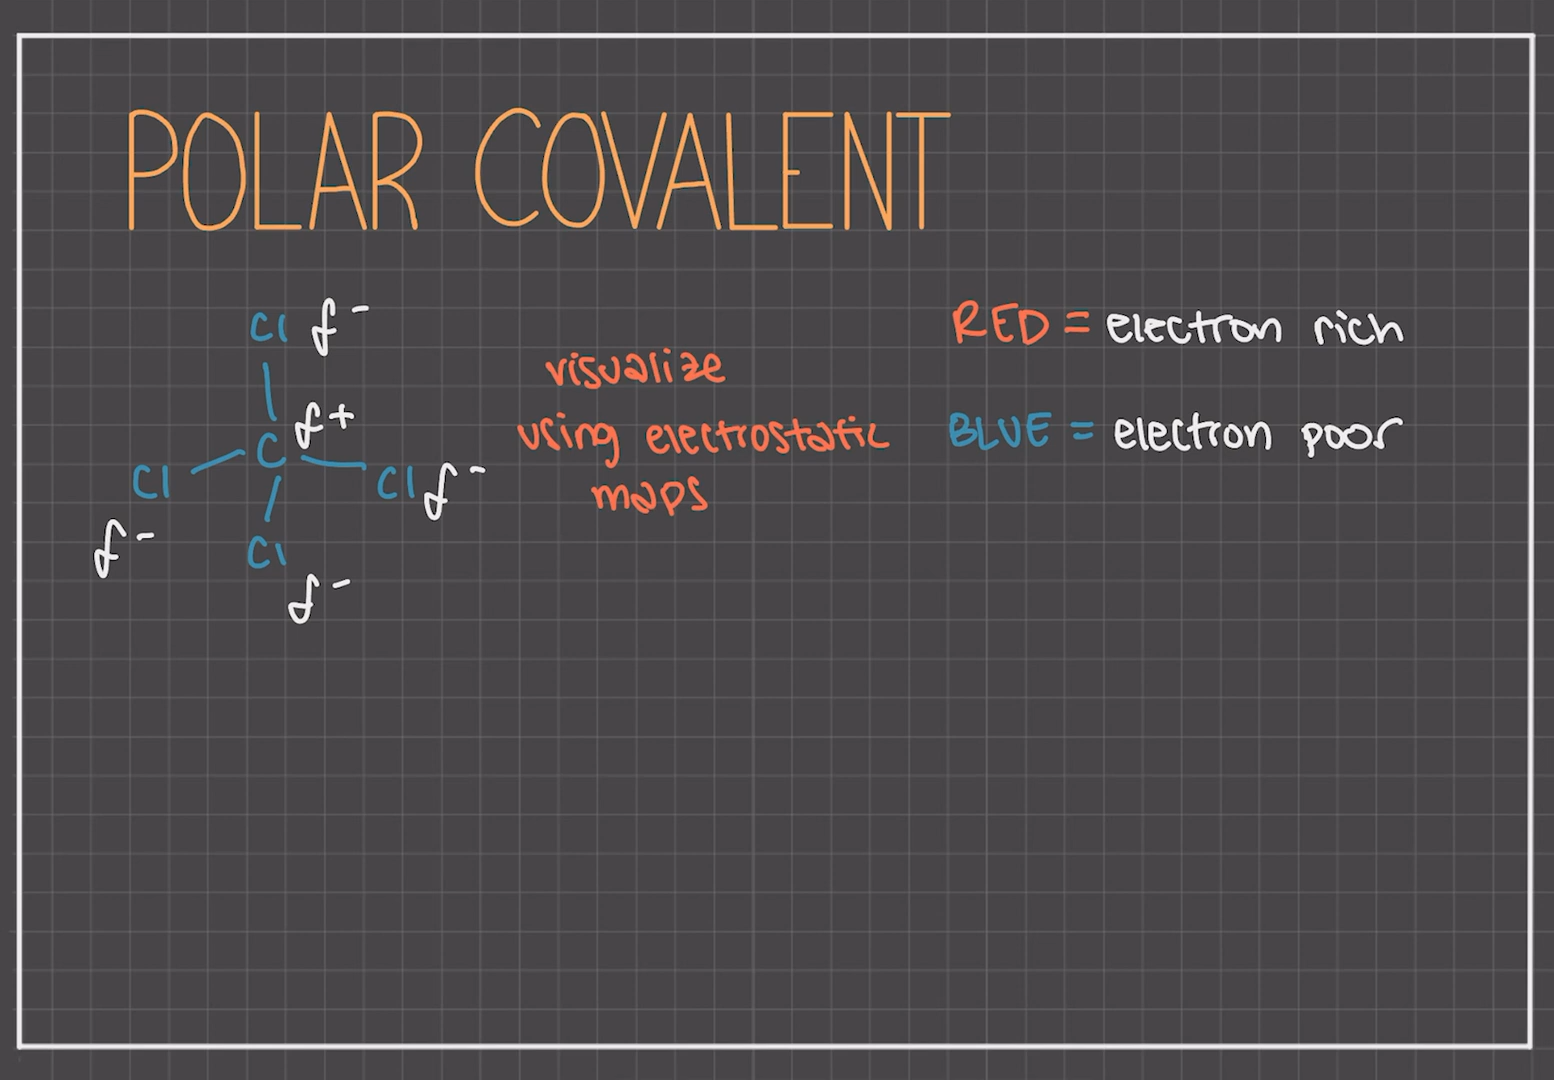 POLAR COVALENT
Cl δ-
C δ+
Cl
Cl δ-
δ-
Cl
δ-
visualize
using electrostatic
maps
RED = electron rich
BLUE = electron poor